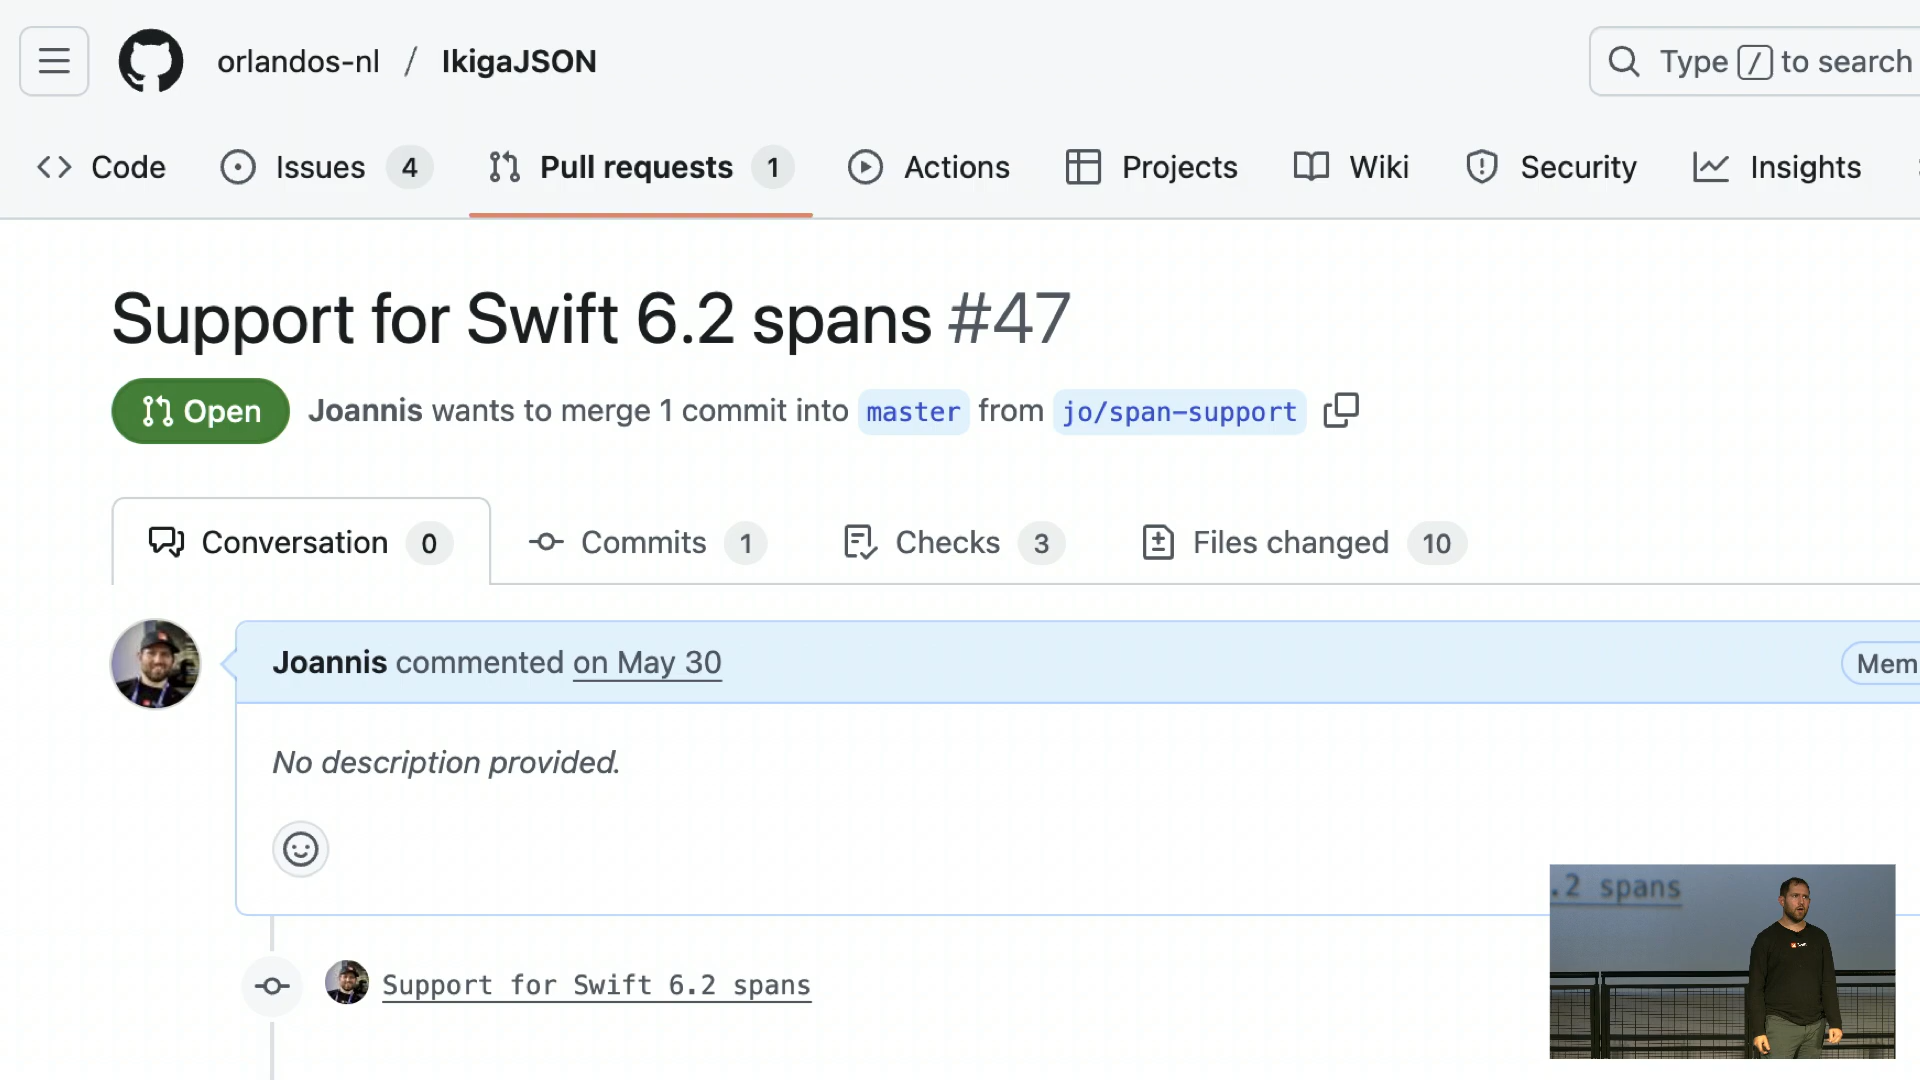 orlandos-nl / IkigaJSON
Type / to search
Code
Issues 4
Pull requests 1
Actions
Projects
Wiki
Security
Insights
Support for Swift 6.2 spans #47
Open
Joannis wants to merge 1 commit into master from jo/span-support
Conversation 0
Commits 1
Checks 3
Files changed 10
Joannis commented on May 30
Mem
No description provided.
Support for Swift 6.2 spans
.2 spans
Swift